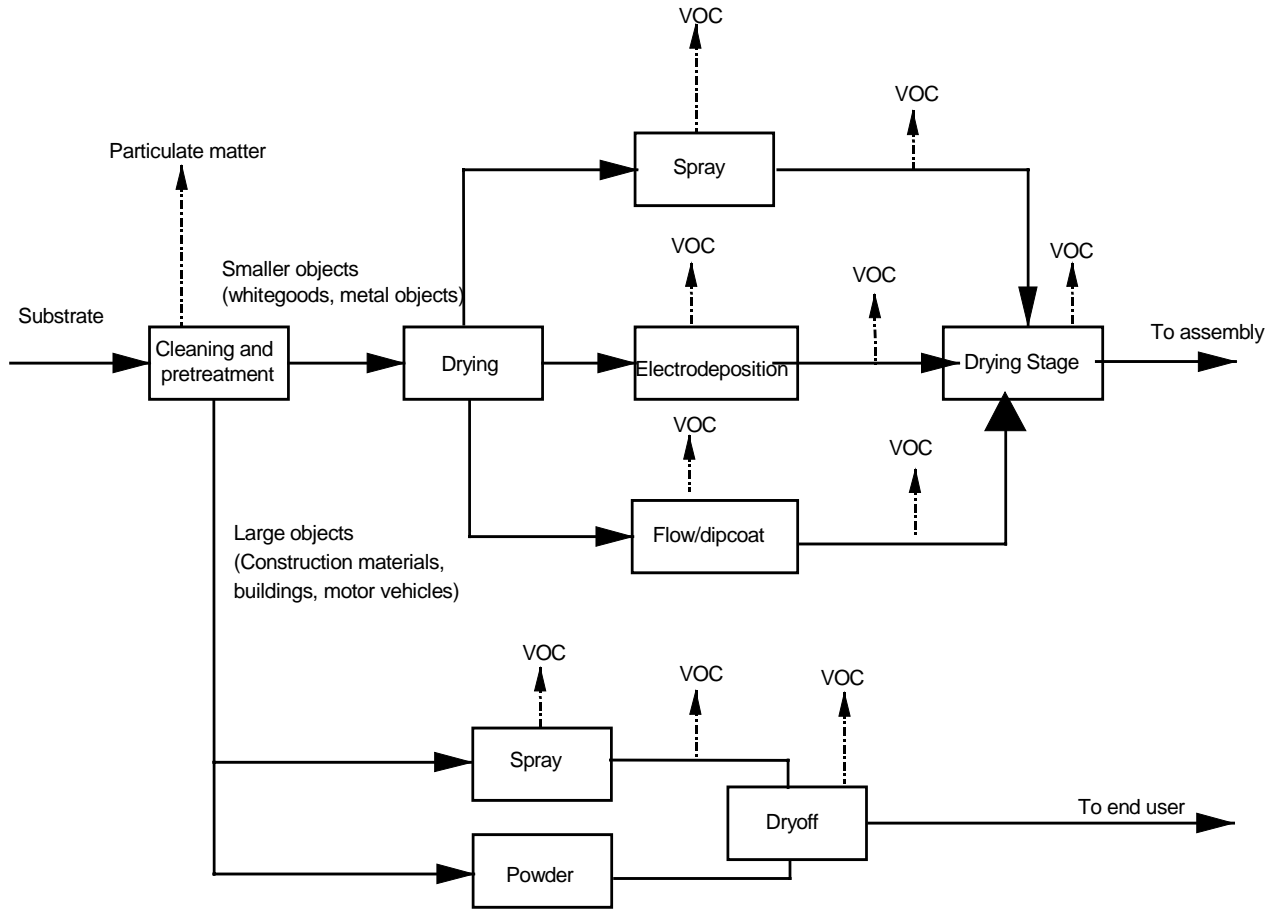 VOC
VOC
Particulate matter
Spray
VOC
VOC
VOC
Smaller objects
(whitegoods, metal objects)
Substrate
To assembly
Cleaning and
pretreatment
Drying
Electrodeposition
Drying Stage
VOC
VOC
Large objects
(Construction materials,
buildings, motor vehicles)
Flow/dipcoat
VOC
VOC
VOC
Spray
To end user
Dryoff
Powder